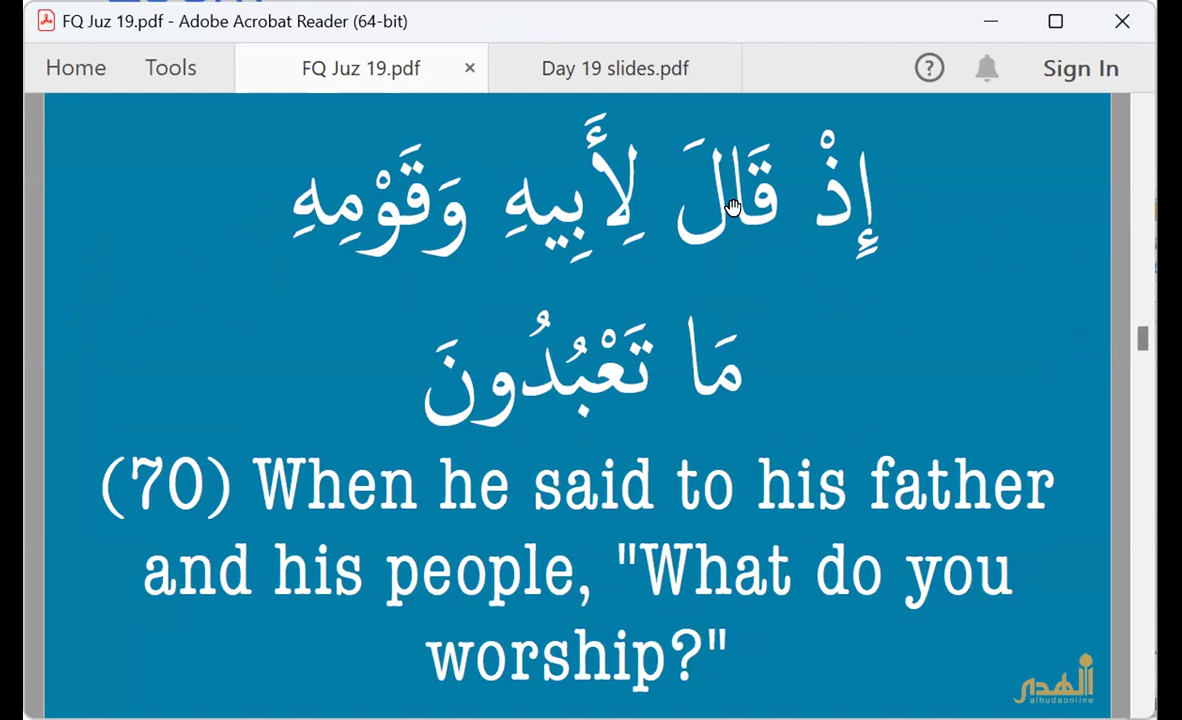 FQ Juz 19.pdf - Adobe Acrobat Reader (64-bit)
Home Tools FQ Juz 19.pdf Day 19 slides.pdf Sign In
إِذْ قَالَ لِأَبِيهِ وَقَوْمِهِ
مَا تَعْبُدُونَ
(70) When he said to his father
and his people, "What do you
worship?"
الهدى
alhudaonline